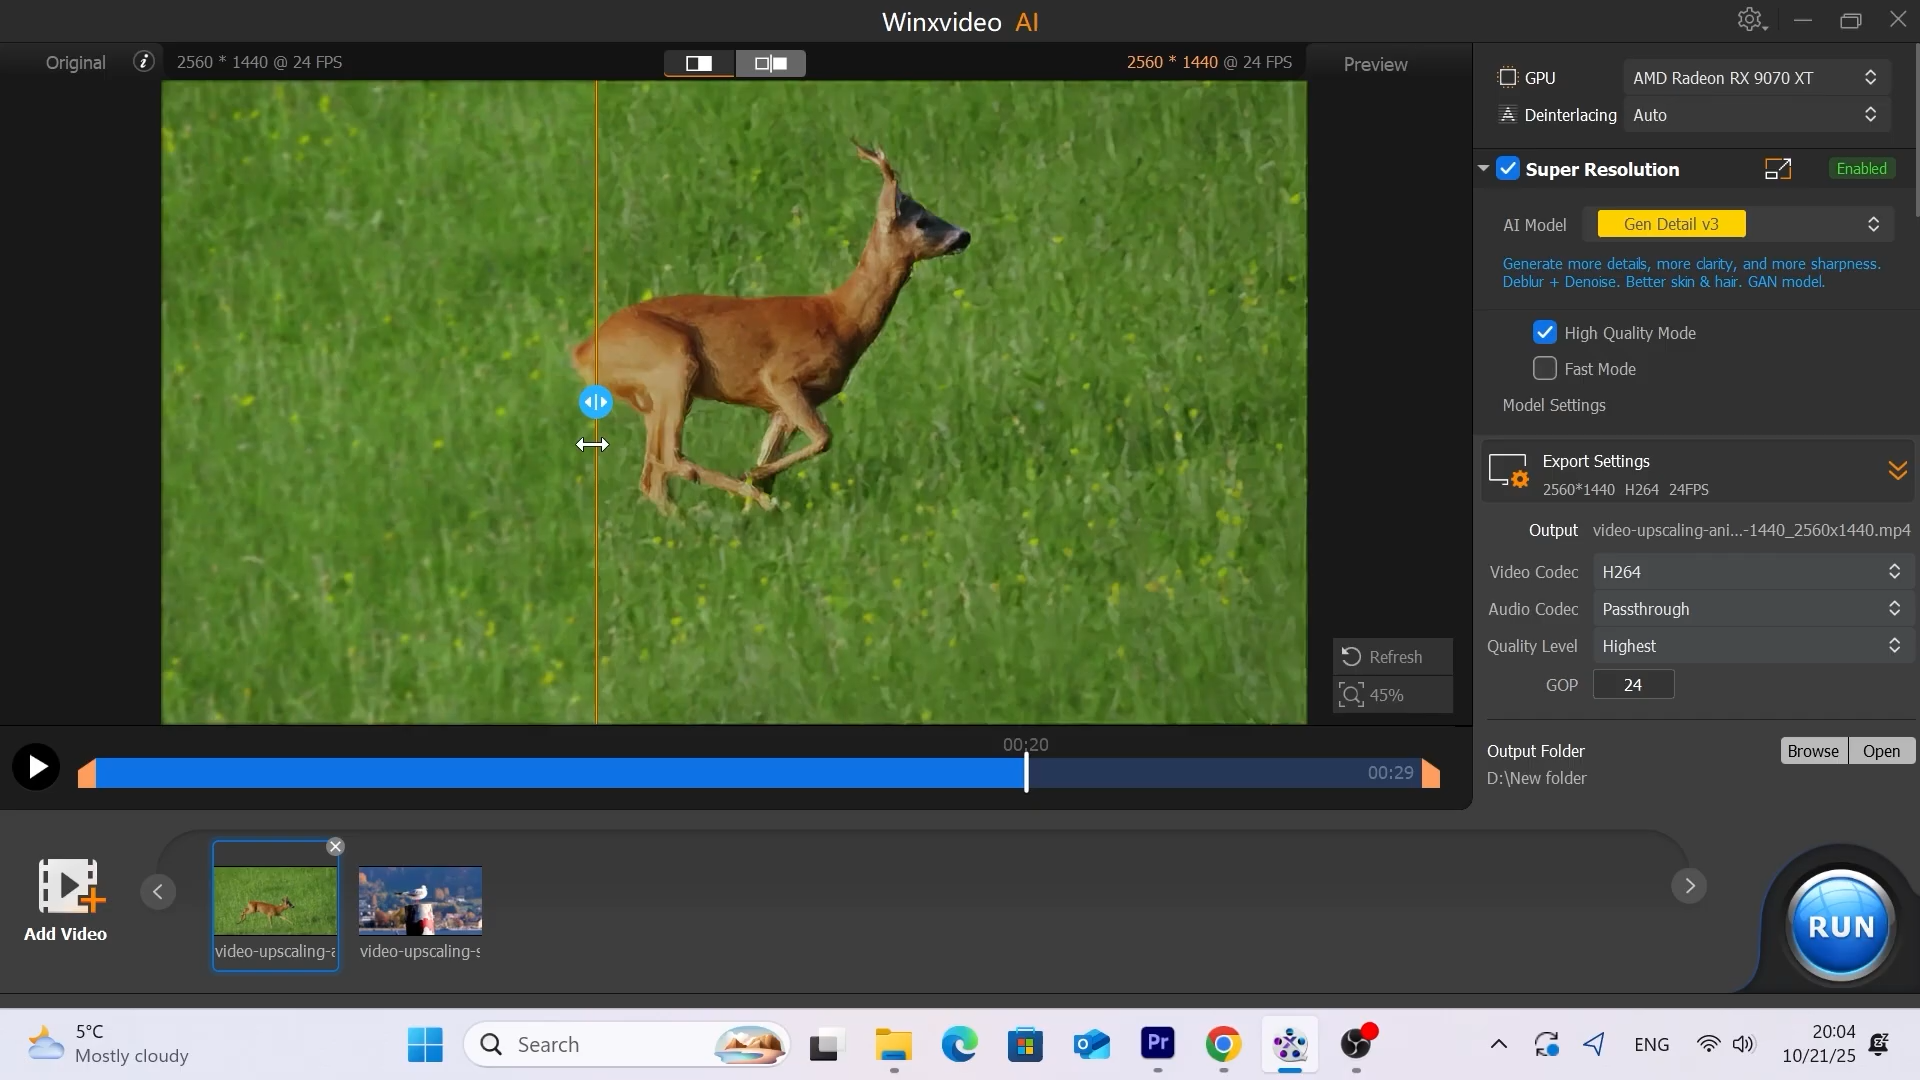 Winxvideo AI
Original
2560 * 1440 @ 24 FPS
2560 * 1440 @ 24 FPS
Preview
GPU
AMD Radeon RX 9070 XT
Deinterlacing
Auto
Super Resolution
Enabled
AI Model
Gen Detail v3
Generate more details, more clarity, and more sharpness.
Deblur + Denoise. Better skin & hair. GAN model.
High Quality Mode
Fast Mode
Model Settings
Export Settings
2560*1440 H264 24FPS
Output
video-upscaling-ani...-1440_2560x1440.mp4
Video Codec
H264
Audio Codec
Passthrough
Quality Level
Highest
GOP
24
Refresh
45%
Output Folder
Browse
Open
D:\New folder
00:20
00:29
Add Video
video-upscaling-a
video-upscaling-s
RUN
5°C
Mostly cloudy
Search
Pr
ENG
20:04
10/21/25